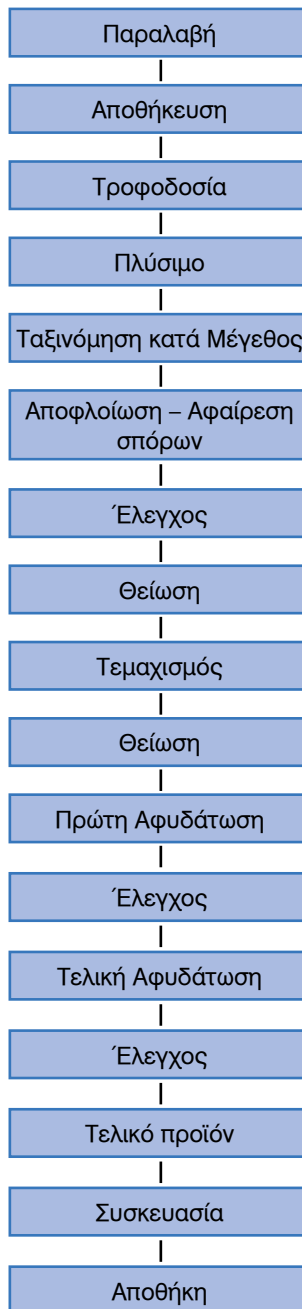 Παραλαβή
Αποθήκευση
Τροφοδοσία
Πλύσιμο
Ταξινόμηση κατά Μέγεθος
Αποφλοίωση – Αφαίρεση
σπόρων
Έλεγχος
Θείωση
Τεμαχισμός
Θείωση
Πρώτη Αφυδάτωση
Έλεγχος
Τελική Αφυδάτωση
Έλεγχος
Τελικό προϊόν
Συσκευασία
Αποθήκη